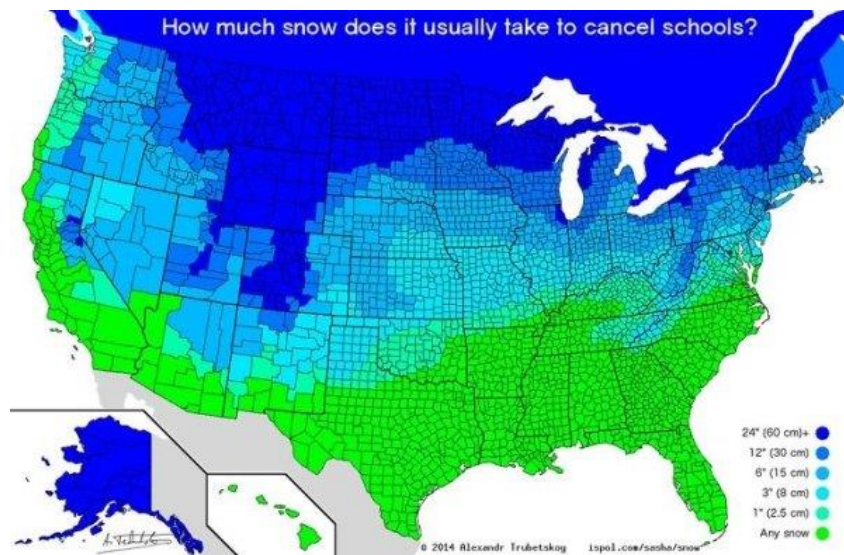 How much snow does it usually take to cancel schools?
24" (60 cm)+
12" (30 cm)
6" (15 cm)
3" (8 cm)
1" (2.5 cm)
Any snow
© 2014 Alexandr Trubetskoy ispol.com/sasha/snow